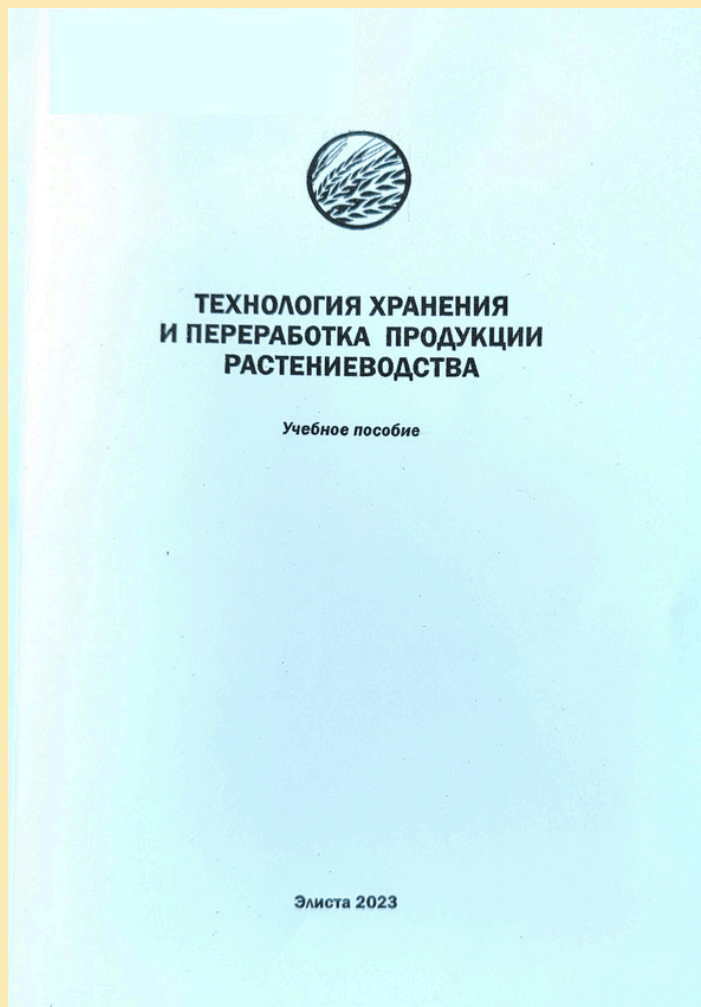 ТЕХНОЛОГИЯ ХРАНЕНИЯ
И ПЕРЕРАБОТКА ПРОДУКЦИИ
РАСТЕНИЕВОДСТВА
Учебное пособие
Элиста 2023